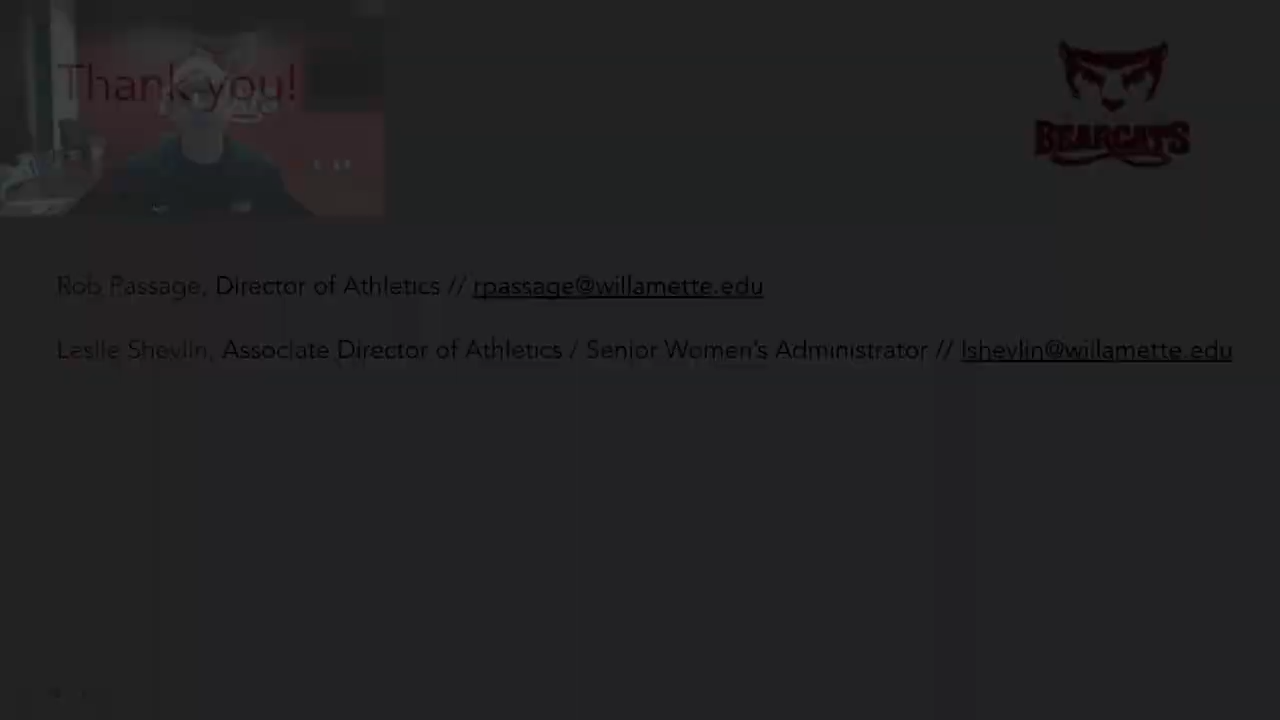 Thank you!
BEARCATS
Rob Passage, Director of Athletics // rpassage@willamette.edu
Leslie Shevlin, Associate Director of Athletics / Senior Women's Administrator // lshevlin@willamette.edu